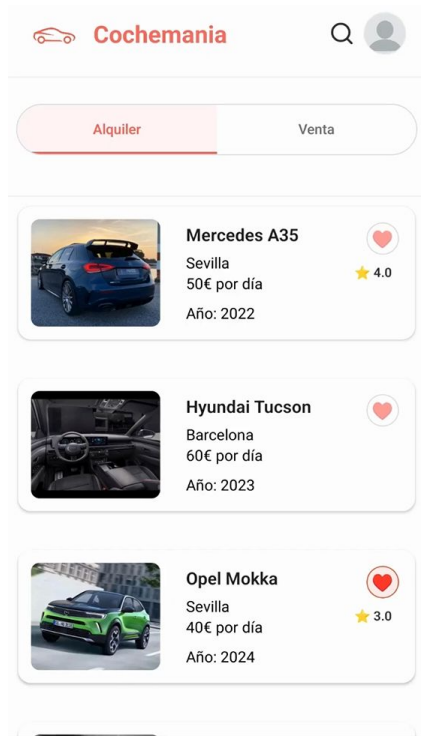 Cochemania
Alquiler
Venta
Mercedes A35
Sevilla
4.0
50€ por día
Año: 2022
Hyundai Tucson
Barcelona
60€ por día
Año: 2023
Opel Mokka
Sevilla
3.0
40€ por día
Año: 2024